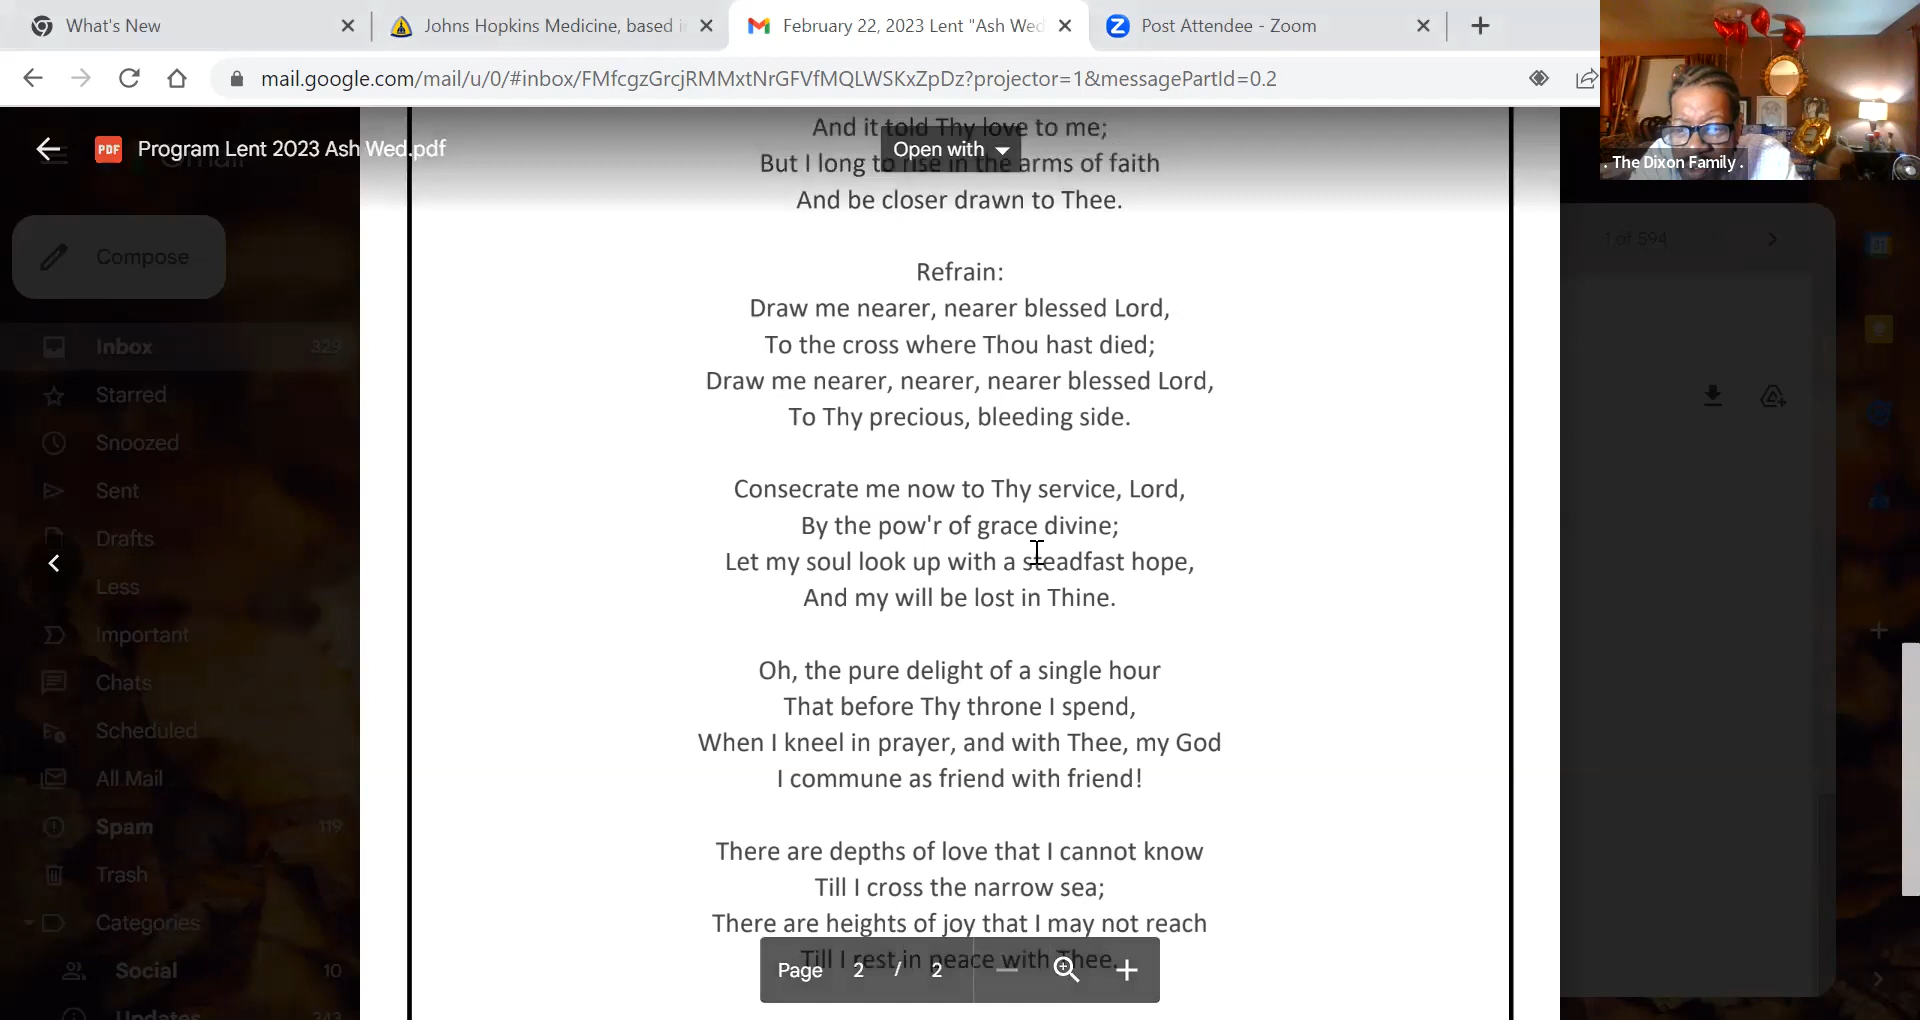 What's New
Johns Hopkins Medicine, based i
February 22, 2023 Lent "Ash Wed
Post Attendee - Zoom
mail.google.com/mail/u/0/#inbox/FMfcgzGrcjRMMxtNrGFVfMQLWSKxZpDz?projector=1&messagePartId=0.2
. The Dixon Family .
PDF
Program Lent 2023 Ash Wed.pdf
Open with
Compose
Inbox 329
Starred
Snoozed
Sent
Drafts
Less
Important
Chats
Scheduled
All Mail
Spam 119
Trash
Categories
Social 10
Updates 343
1 of 594
And it told Thy love to me;
But I long to rise in the arms of faith
And be closer drawn to Thee.
Refrain:
Draw me nearer, nearer blessed Lord,
To the cross where Thou hast died;
Draw me nearer, nearer, nearer blessed Lord,
To Thy precious, bleeding side.
Consecrate me now to Thy service, Lord,
By the pow'r of grace divine;
Let my soul look up with a steadfast hope,
And my will be lost in Thine.
Oh, the pure delight of a single hour
That before Thy throne I spend,
When I kneel in prayer, and with Thee, my God
I commune as friend with friend!
There are depths of love that I cannot know
Till I cross the narrow sea;
There are heights of joy that I may not reach
Till I rest in peace with Thee.
Page 2 / 2